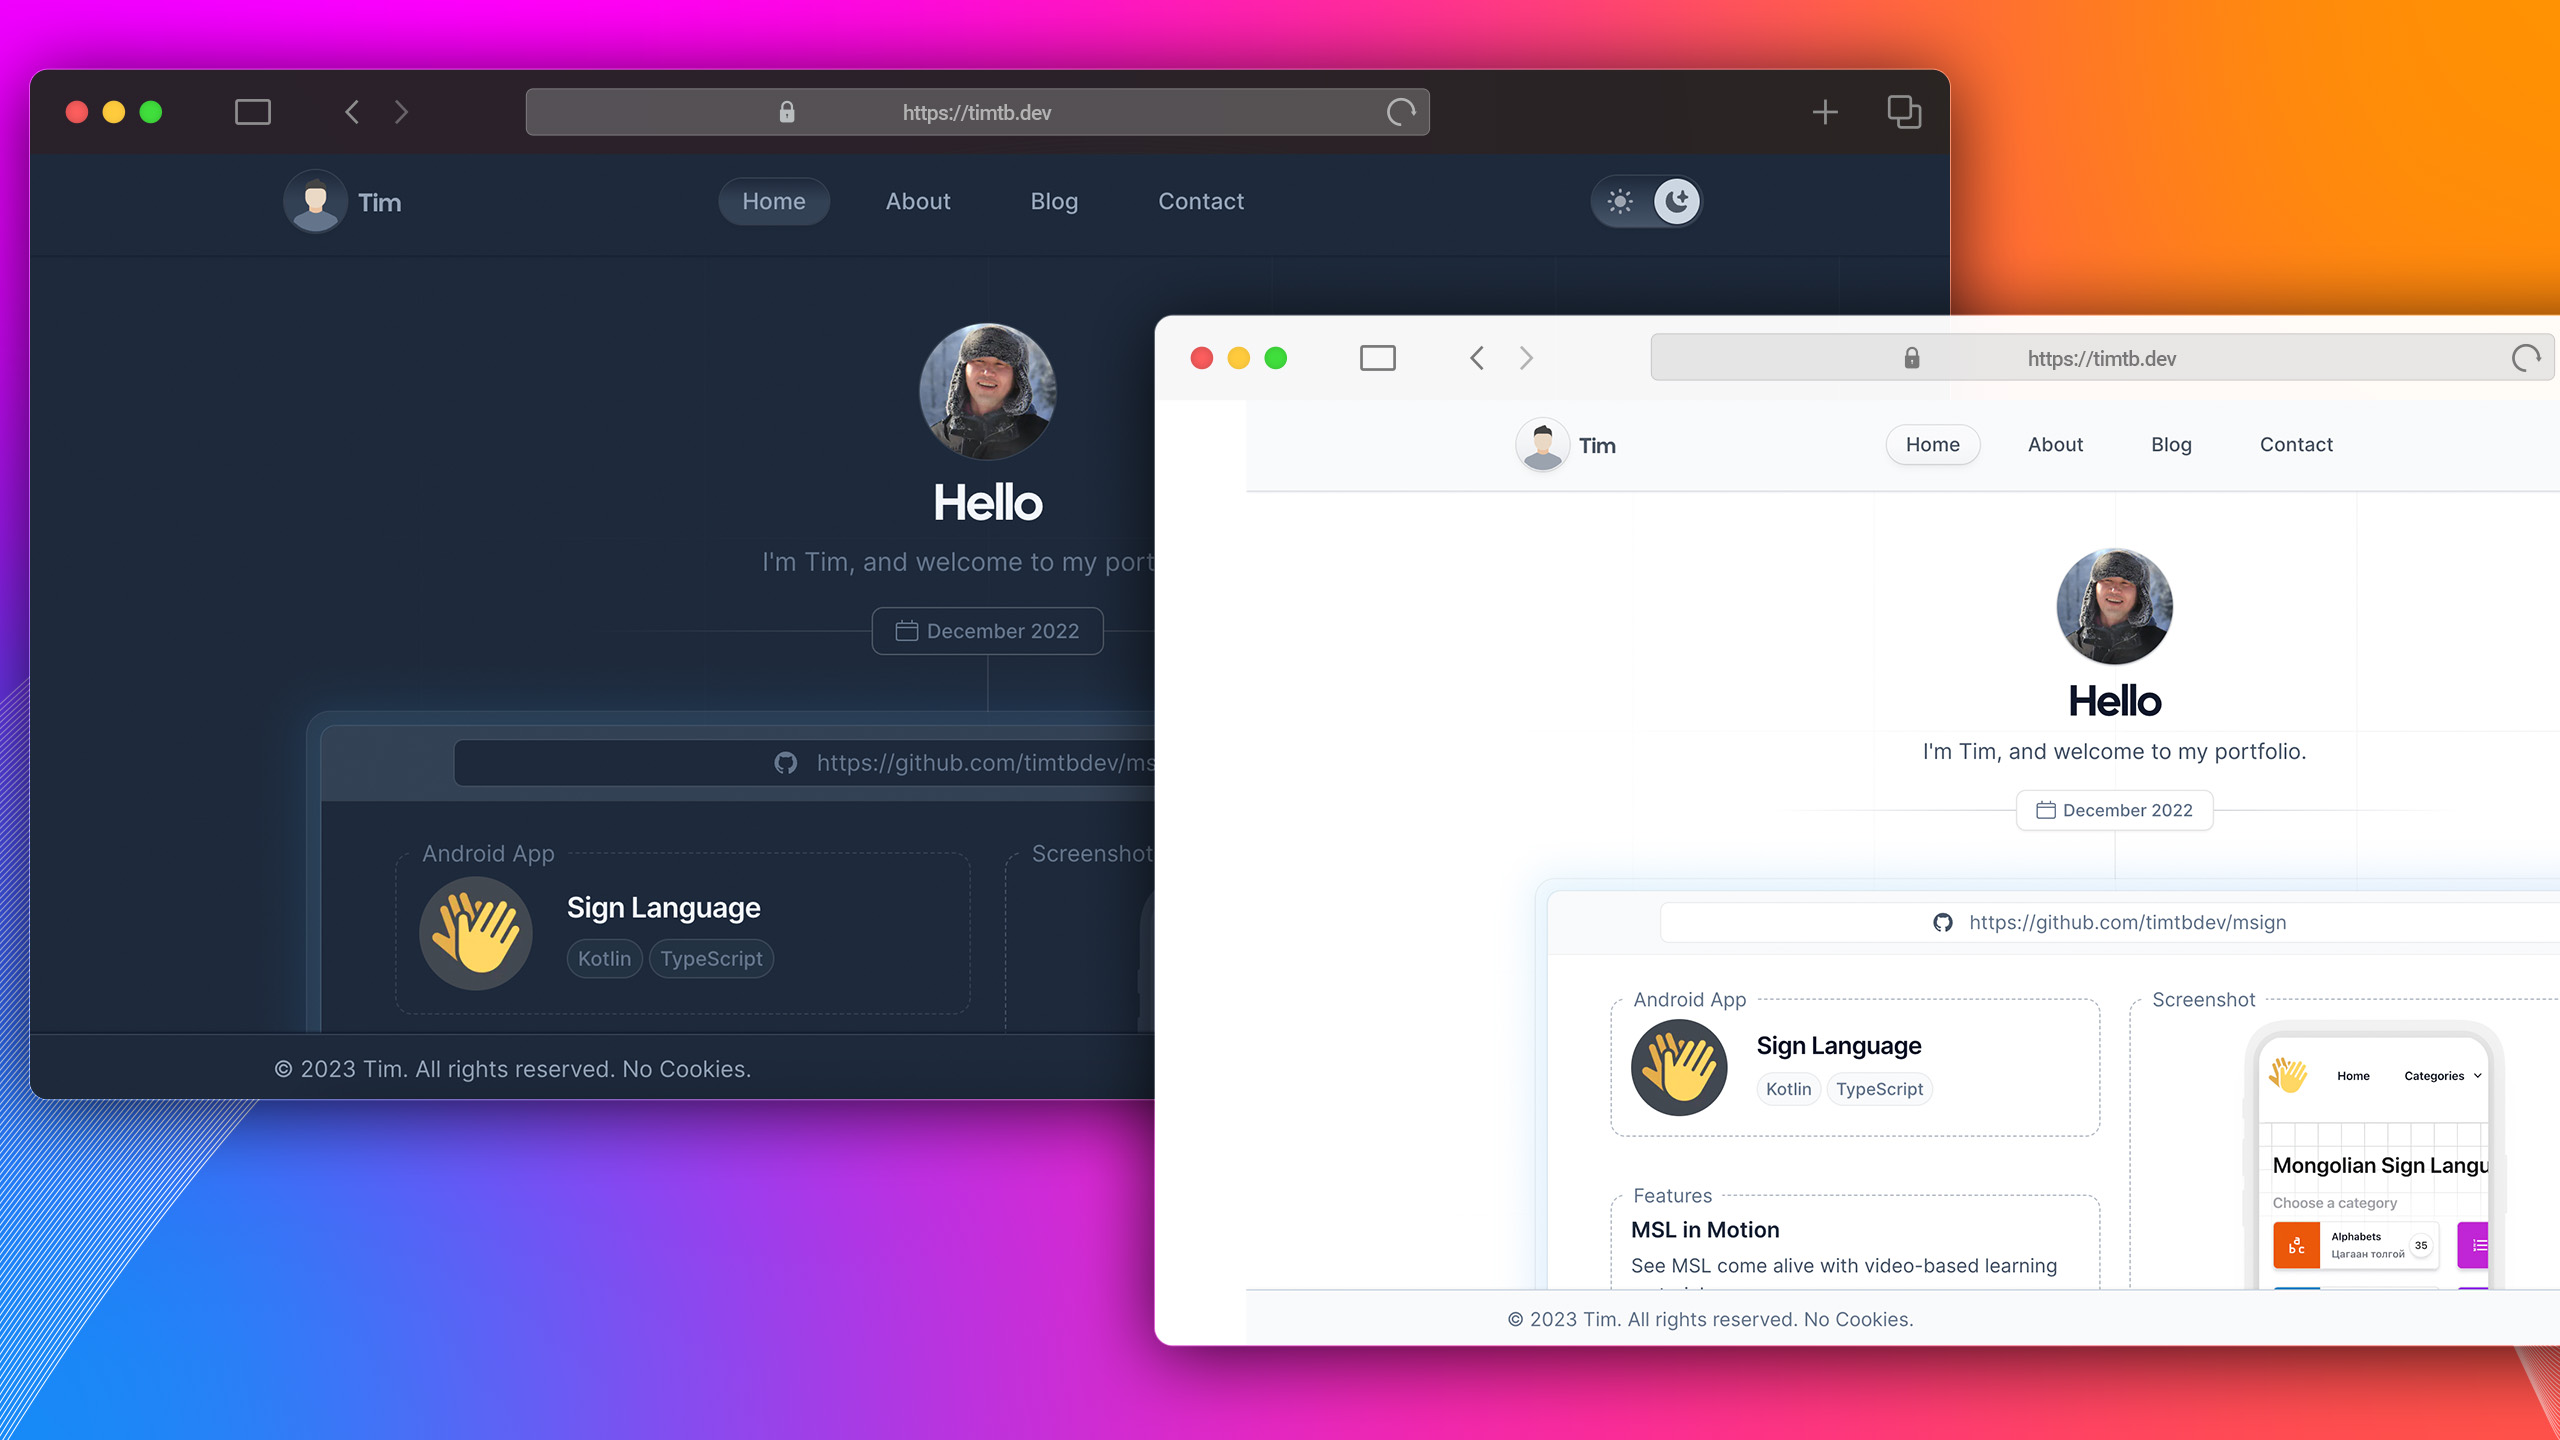 https://timtb.dev
Tim
Home
About
Blog
Contact
Hello
I'm Tim, and welcome to my port
December 2022
https://github.com/timtbdev/ms
Android App
Sign Language
Kotlin
TypeScript
Screenshot
© 2023 Tim. All rights reserved. No Cookies.
https://timtb.dev
Tim
Home
About
Blog
Contact
Hello
I'm Tim, and welcome to my portfolio.
December 2022
https://github.com/timtbdev/msign
Android App
Sign Language
Kotlin
TypeScript
Features
MSL in Motion
See MSL come alive with video-based learning
Screenshot
Home
Categories
Mongolian Sign Langu
Choose a category
abc
Alphabets
Цагаан толгой
35
© 2023 Tim. All rights reserved. No Cookies.